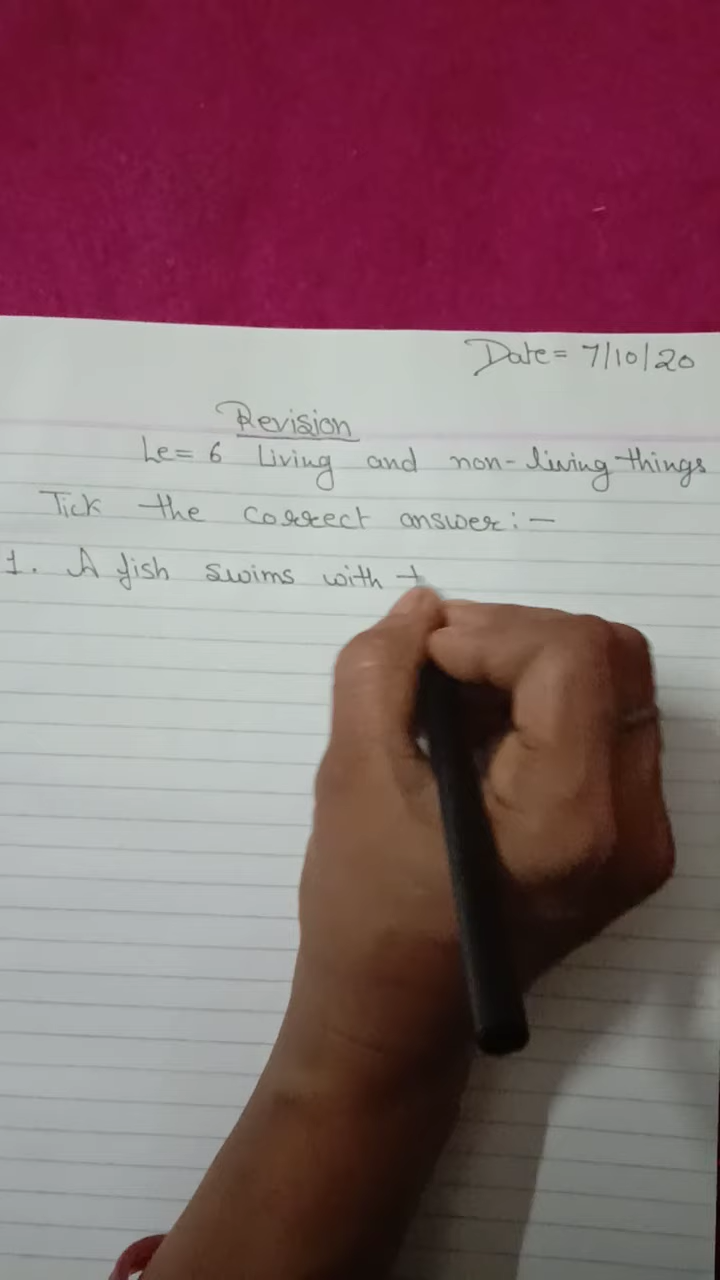 Date= 7/10/20
Revision
Le= 6 Living and non-living things
Tick the correct answer:-
1. A fish swims with t